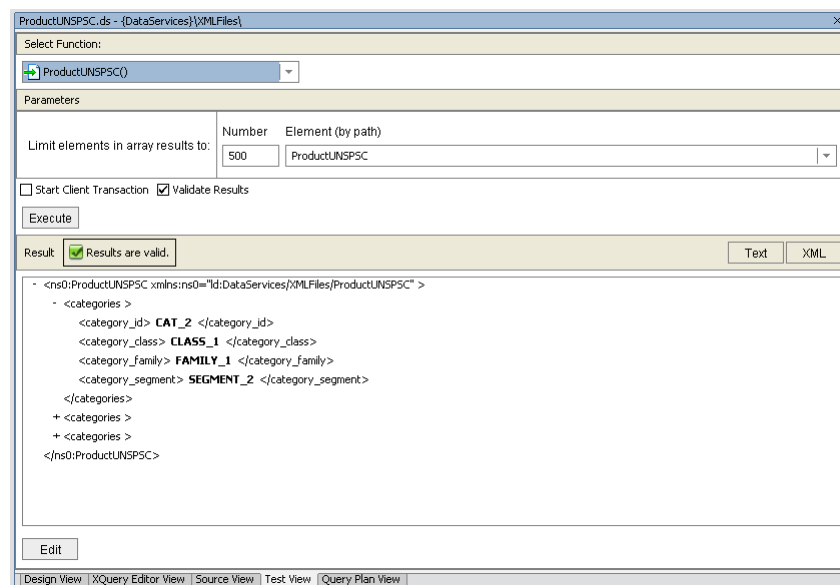 ProductUNSPSC.ds - {DataServices}\XMLFiles\
Select Function:
ProductUNSPSC()
Parameters
Limit elements in array results to:
Number Element (by path)
500 ProductUNSPSC
Start Client Transaction Validate Results
Execute
Result Results are valid. Text XML
- <ns0:ProductUNSPSC xmlns:ns0="ld:DataServices/XMLFiles/ProductUNSPSC" >
- <categories >
<category_id> CAT_2 </category_id>
<category_class> CLASS_1 </category_class>
<category_family> FAMILY_1 </category_family>
<category_segment> SEGMENT_2 </category_segment>
</categories>
+ <categories >
+ <categories >
</ns0:ProductUNSPSC>
Edit
Design View XQuery Editor View Source View Test View Query Plan View